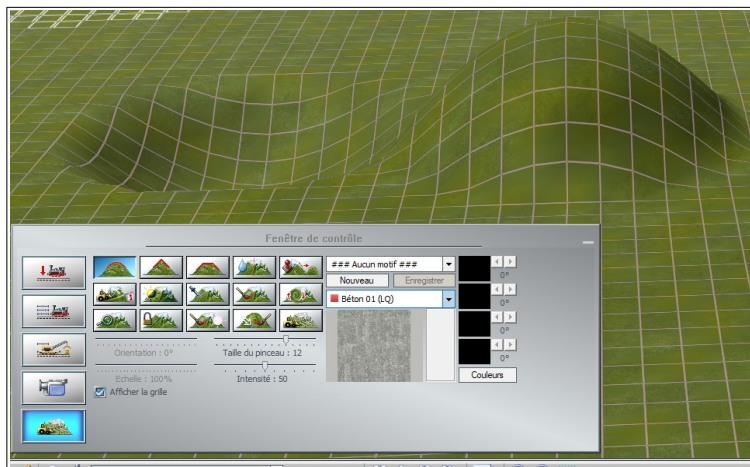 Fenêtre de contrôle
### Aucun motif ###
Nouveau Enregistrer
Béton 01 (LQ)
0°
0°
0°
0°
Orientation : 0° Taille du pinceau : 12
Echelle : 100% Intensité : 50
Couleurs
Afficher la grille